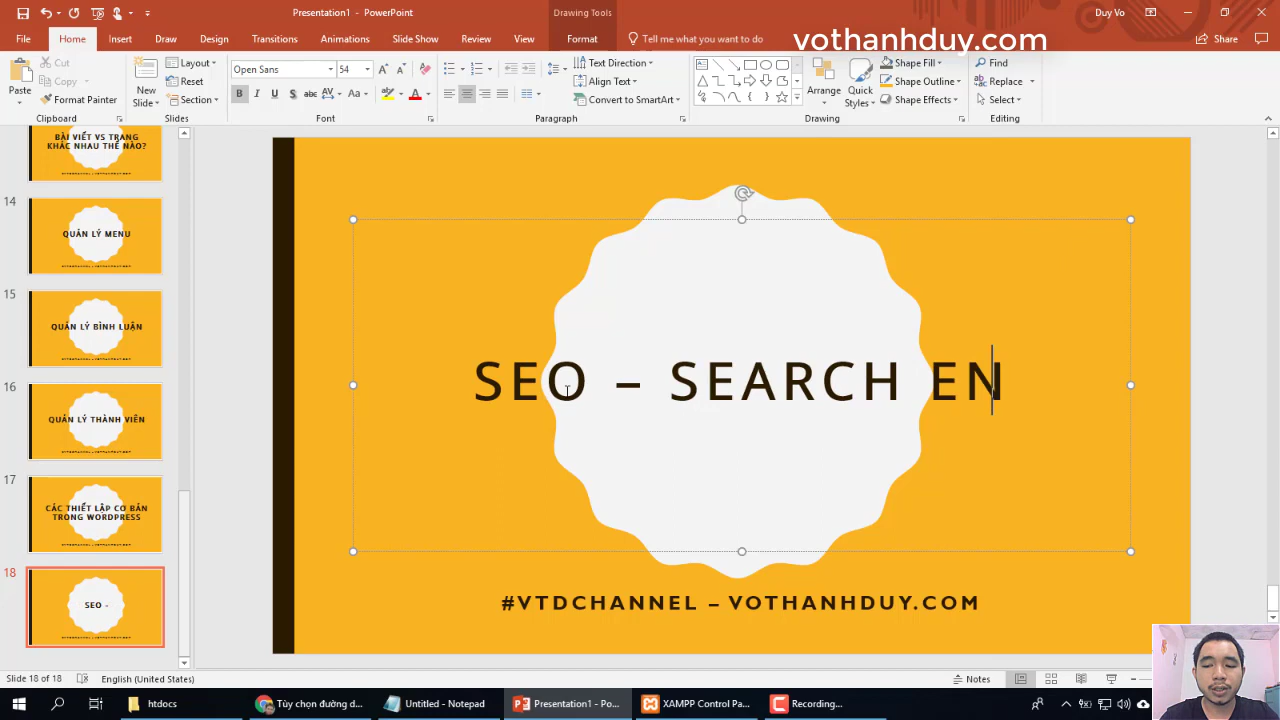 Presentation1 - PowerPoint
Drawing Tools
Duy Vo
File
Home
Insert
Draw
Design
Transitions
Animations
Slide Show
Review
View
Format
Tell me what you want to do
vothanhduy.com
Share
Paste
Cut
Copy
Format Painter
Clipboard
New
Slide
Layout
Reset
Section
Slides
Open Sans
54
B I U S abc AV Aa
A
Font
Text Direction
Align Text
Convert to SmartArt
Paragraph
Arrange
Quick
Styles
Shape Fill
Shape Outline
Shape Effects
Drawing
Find
Replace
Select
Editing
BÀI VIẾT VS TRANG
KHÁC NHAU THẾ NÀO?
14
QUẢN LÝ MENU
15
QUẢN LÝ BÌNH LUẬN
16
QUẢN LÝ THÀNH VIÊN
17
CÁC THIẾT LẬP CƠ BẢN
TRONG WORDPRESS
18
SEO -
SEO – SEARCH EN
#VTDCHANNEL – VOTHANHDUY.COM
Slide 18 of 18
English (United States)
Notes
htdocs
Tùy chọn đường d...
Untitled - Notepad
Presentation1 - Po...
XAMPP Control Pa...
Recording...